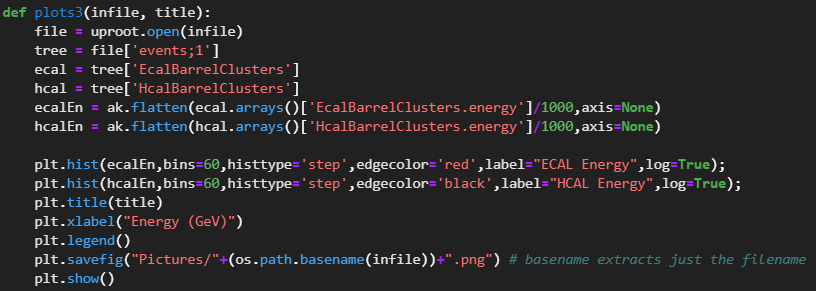 def plots3(infile, title):
    file = uproot.open(infile)
    tree = file['events;1']
    ecal = tree['EcalBarrelClusters']
    hcal = tree['HcalBarrelClusters']
    ecalEn = ak.flatten(ecal.arrays()['EcalBarrelClusters.energy']/1000,axis=None)
    hcalEn = ak.flatten(hcal.arrays()['HcalBarrelClusters.energy']/1000,axis=None)

    plt.hist(ecalEn,bins=60,histtype='step',edgecolor='red',label="ECAL Energy",log=True);
    plt.hist(hcalEn,bins=60,histtype='step',edgecolor='black',label="HCAL Energy",log=True);
    plt.title(title)
    plt.xlabel("Energy (GeV)")
    plt.legend()
    plt.savefig("Pictures/"+(os.path.basename(infile))+".png") # basename extracts just the filename
    plt.show()